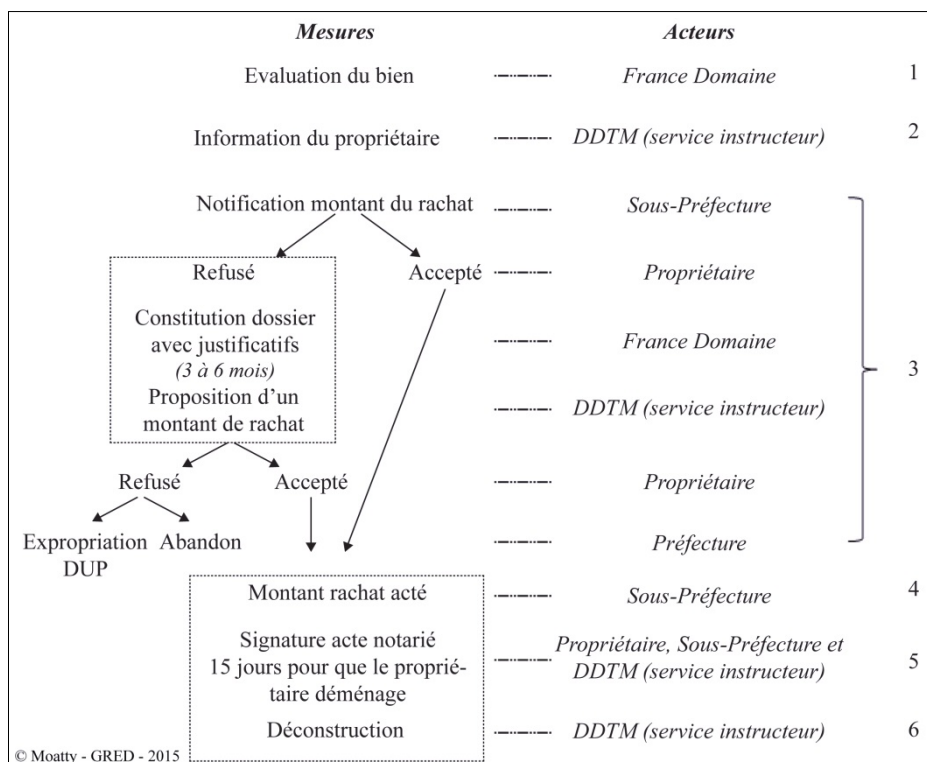 Mesures Acteurs
Evaluation du bien France Domaine 1
Information du propriétaire DDTM (service instructeur) 2
Notification montant du rachat Sous-Préfecture
Refusé Accepté Propriétaire
Constitution dossier
avec justificatifs
(3 à 6 mois)
Proposition d'un
montant de rachat
France Domaine
3
DDTM (service instructeur)
Refusé Accepté Propriétaire
Expropriation
DUP
Abandon
Préfecture
Montant rachat acté Sous-Préfecture 4
Signature acte notarié
15 jours pour que le proprié-
taire déménage
Propriétaire, Sous-Préfecture et
DDTM (service instructeur)
5
Déconstruction DDTM (service instructeur) 6
© Moatty - GRED - 2015